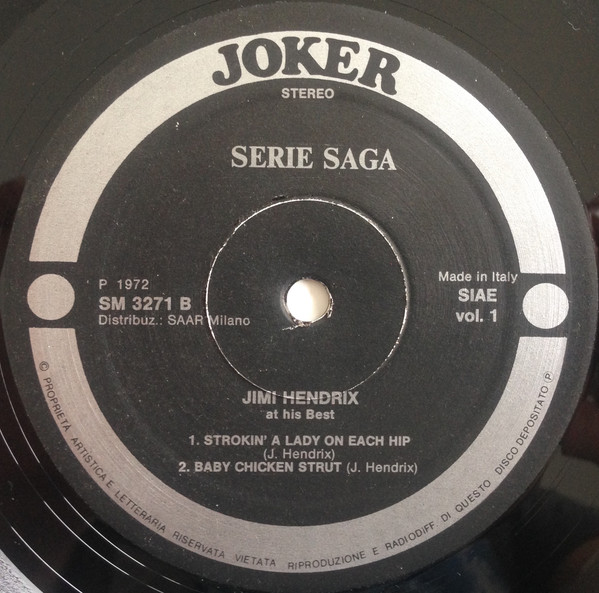 JOKER
STEREO
SERIE SAGA
P 1972
SM 3271 B
Distribuz.: SAAR Milano
Made in Italy
SIAE
vol. 1
JIMI HENDRIX
at his Best
1. STROKIN' A LADY ON EACH HIP
(J. Hendrix)
2. BABY CHICKEN STRUT (J. Hendrix)
© PROPRIETÀ ARTISTICA E LETTERARIA RISERVATA VIETATA RIPRODUZIONE E RADIODIFF. DI QUESTO DISCO DEPOSITATO (P.